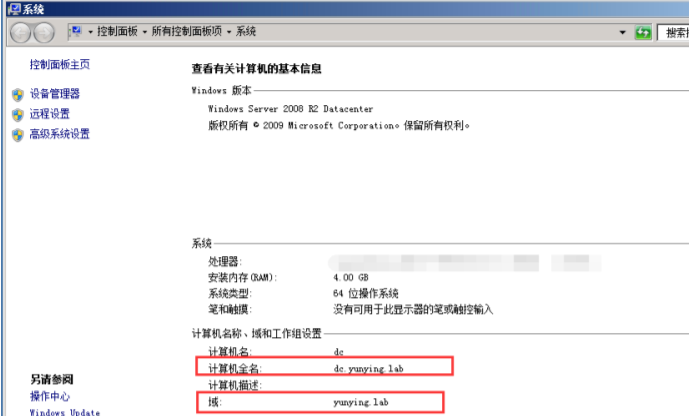 系统
控制面板 所有控制面板项 系统
搜索
控制面板主页
设备管理器
远程设置
高级系统设置
查看有关计算机的基本信息
Windows 版本
Windows Server 2008 R2 Datacenter
版权所有 © 2009 Microsoft Corporation。保留所有权利。
系统
处理器:
安装内存(RAM): 4.00 GB
系统类型: 64 位操作系统
笔和触摸: 没有可用于此显示器的笔或触控输入
计算机名称、域和工作组设置
计算机名: dc
计算机全名: dc.yunying.lab
计算机描述:
域: yunying.lab
另请参阅
操作中心
Windows Update